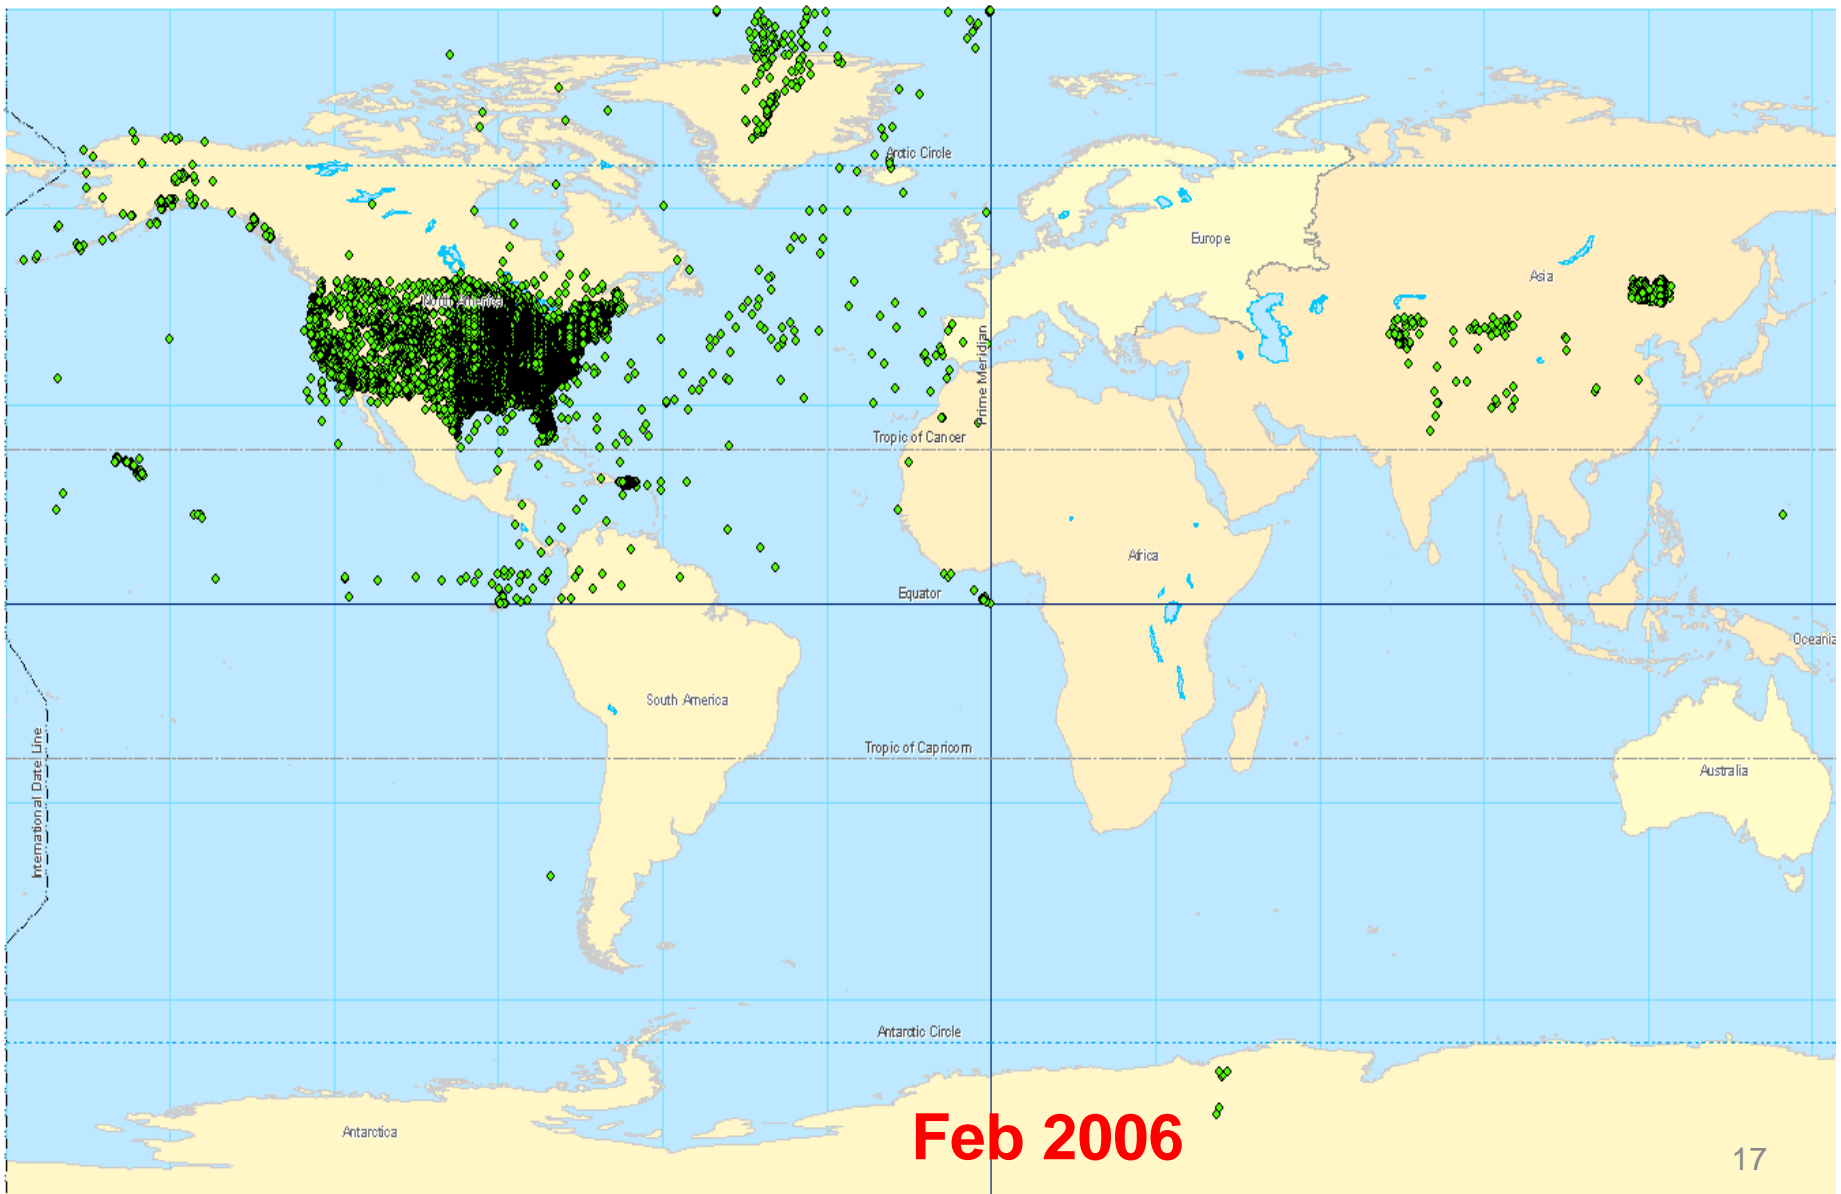 Arctic Circle
Europe
Asia
North America
Prime Meridian
Tropic of Cancer
Africa
Equator
Oceania
South America
Tropic of Capricorn
Australia
International Date Line
Antarctic Circle
Antarctica
Feb 2006
17